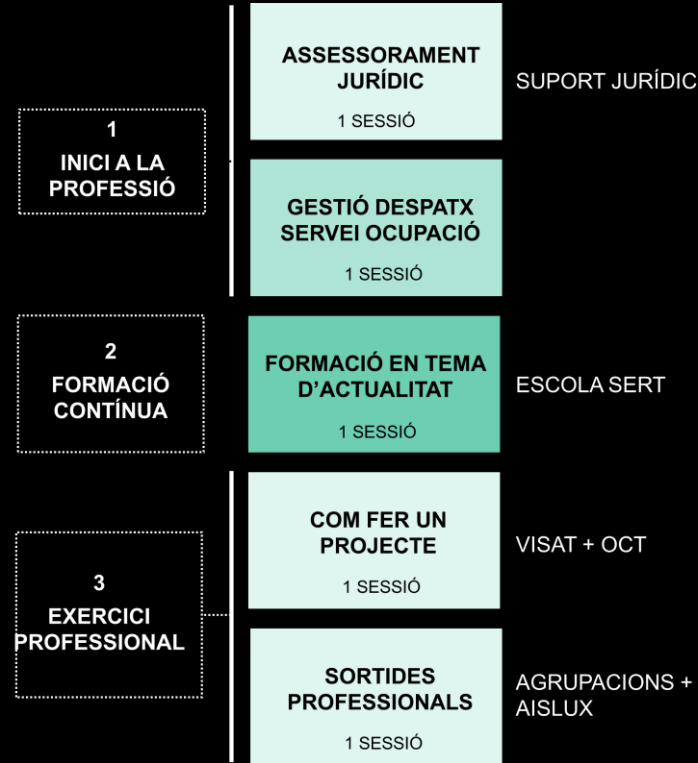 1
INICI A LA
PROFESSIÓ
ASSESSORAMENT
JURÍDIC
1 SESSIÓ
SUPORT JURÍDIC
GESTIÓ DESPATX
SERVEI OCUPACIÓ
1 SESSIÓ
2
FORMACIÓ
CONTÍNUA
FORMACIÓ EN TEMA
D’ACTUALITAT
1 SESSIÓ
ESCOLA SERT
3
EXERCICI
PROFESSIONAL
COM FER UN
PROJECTE
1 SESSIÓ
VISAT + OCT
SORTIDES
PROFESSIONALS
1 SESSIÓ
AGRUPACIONS +
AISLUX